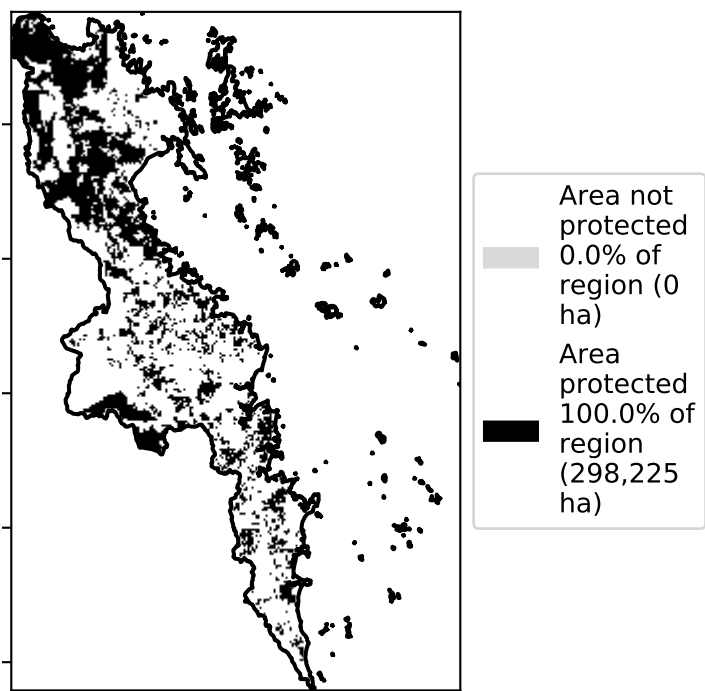 Area not
protected
0.0% of
region (0
ha)
Area
protected
100.0% of
region
(298,225
ha)